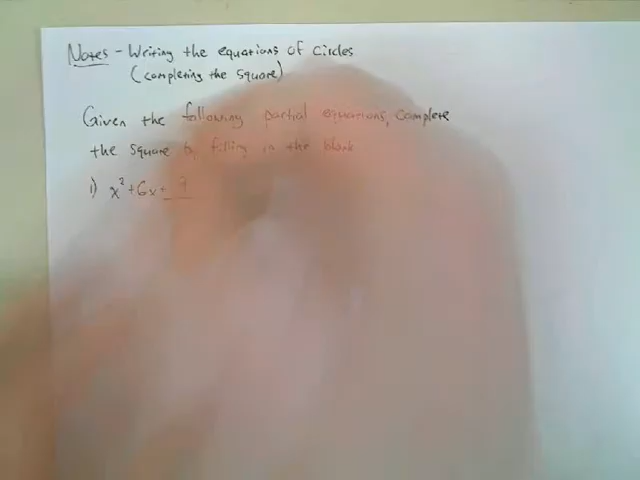 Notes - Writing the equations of Circles
(completing the square)
Given the following partial equations, complete
the square by filling in the blank
1) x² + 6x + 9